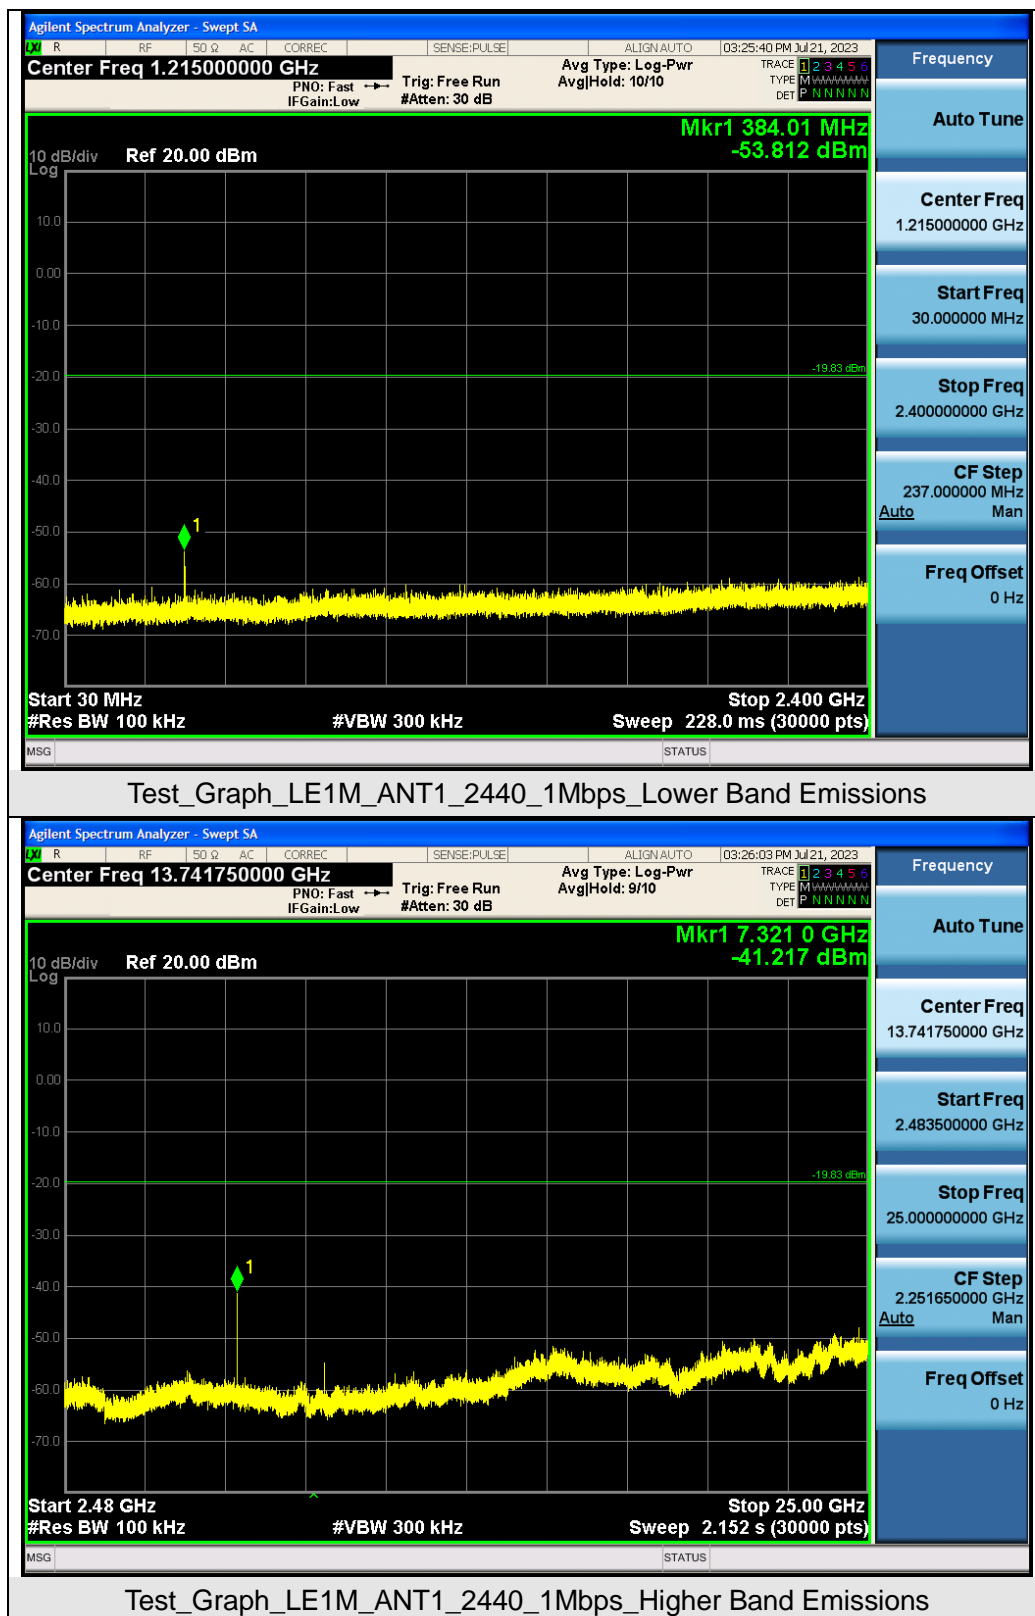 Agilent Spectrum Analyzer - Swept SA
LXI R RF 50 Ω AC CORREC SENSE:PULSE ALIGN AUTO 03:25:40 PM Jul 21, 2023
Center Freq 1.215000000 GHz
PNO: Fast
IFGain:Low
Trig: Free Run
#Atten: 30 dB
Avg Type: Log-Pwr
Avg|Hold: 10/10
TRACE 1 2 3 4 5 6
TYPE M
DET P N N N N N
Mkr1 384.01 MHz
-53.812 dBm
10 dB/div Ref 20.00 dBm
Log
10.0
0.00
-10.0
-20.0
-19.83 dBm
-30.0
-40.0
-50.0
1
-60.0
-70.0
Start 30 MHz Stop 2.400 GHz
#Res BW 100 kHz #VBW 300 kHz Sweep 228.0 ms (30000 pts)
MSG STATUS
Frequency
Auto Tune
Center Freq
1.215000000 GHz
Start Freq
30.000000 MHz
Stop Freq
2.400000000 GHz
CF Step
237.000000 MHz
Auto Man
Freq Offset
0 Hz
Test_Graph_LE1M_ANT1_2440_1Mbps_Lower Band Emissions
Agilent Spectrum Analyzer - Swept SA
LXI R RF 50 Ω AC CORREC SENSE:PULSE ALIGN AUTO 03:26:03 PM Jul 21, 2023
Center Freq 13.741750000 GHz
PNO: Fast
IFGain:Low
Trig: Free Run
#Atten: 30 dB
Avg Type: Log-Pwr
Avg|Hold: 9/10
TRACE 1 2 3 4 5 6
TYPE M
DET P N N N N N
Mkr1 7.321 0 GHz
-41.217 dBm
10 dB/div Ref 20.00 dBm
Log
10.0
0.00
-10.0
-20.0
-19.83 dBm
-30.0
-40.0
1
-50.0
-60.0
-70.0
Start 2.48 GHz Stop 25.00 GHz
#Res BW 100 kHz #VBW 300 kHz Sweep 2.152 s (30000 pts)
MSG STATUS
Frequency
Auto Tune
Center Freq
13.741750000 GHz
Start Freq
2.483500000 GHz
Stop Freq
25.000000000 GHz
CF Step
2.251650000 GHz
Auto Man
Freq Offset
0 Hz
Test_Graph_LE1M_ANT1_2440_1Mbps_Higher Band Emissions